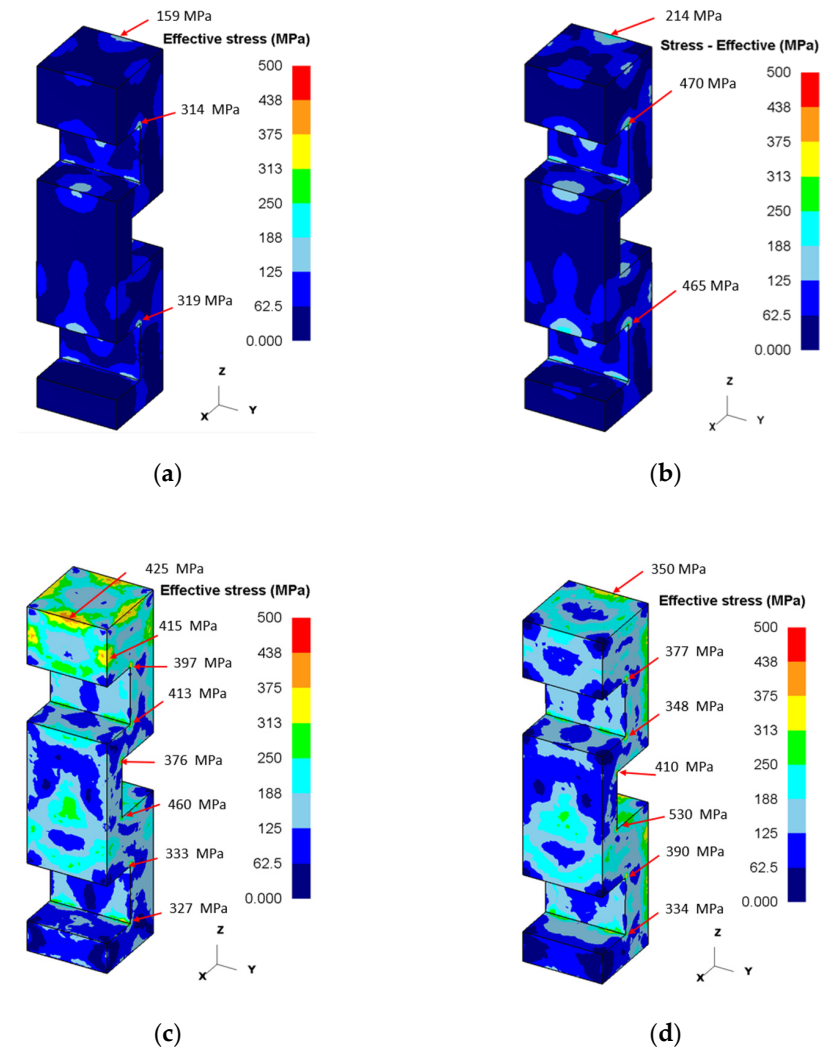 159 MPa
Effective stress (MPa)
500
438
375
313
250
188
125
62.5
0.000
314 MPa
319 MPa
Z
X
Y
(a)
214 MPa
Stress - Effective (MPa)
500
438
375
313
250
188
125
62.5
0.000
470 MPa
465 MPa
Z
X
Y
(b)
425 MPa
Effective stress (MPa)
500
438
375
313
250
188
125
62.5
0.000
415 MPa
397 MPa
413 MPa
376 MPa
460 MPa
333 MPa
327 MPa
Z
X
Y
(c)
350 MPa
Effective stress (MPa)
500
438
375
313
250
188
125
62.5
0.000
377 MPa
348 MPa
410 MPa
530 MPa
390 MPa
334 MPa
Z
X
Y
(d)